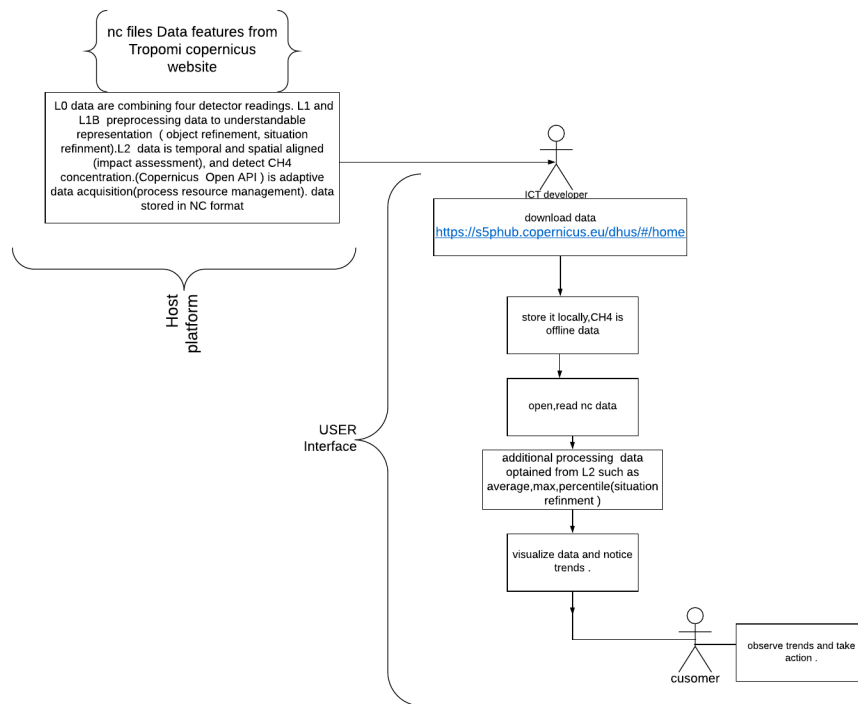 nc files Data features from
Tropomi copernicus
website
L0 data are combining four detector readings. L1 and
L1B preprocessing data to understandable
representation ( object refinement, situation
refinment).L2 data is temporal and spatial aligned
(impact assessment), and detect CH4
concentration.(Copernicus Open API ) is adaptive
data acquisition(process resource management). data
stored in NC format
Host
platform
ICT developer
download data
https://s5phub.copernicus.eu/dhus/#/home
store it locally,CH4 is
offline data
open,read nc data
USER
Interface
additional processing data
optained from L2 such as
average,max,percentile(situation
refinment )
visualize data and notice
trends .
cusomer
observe trends and take
action .